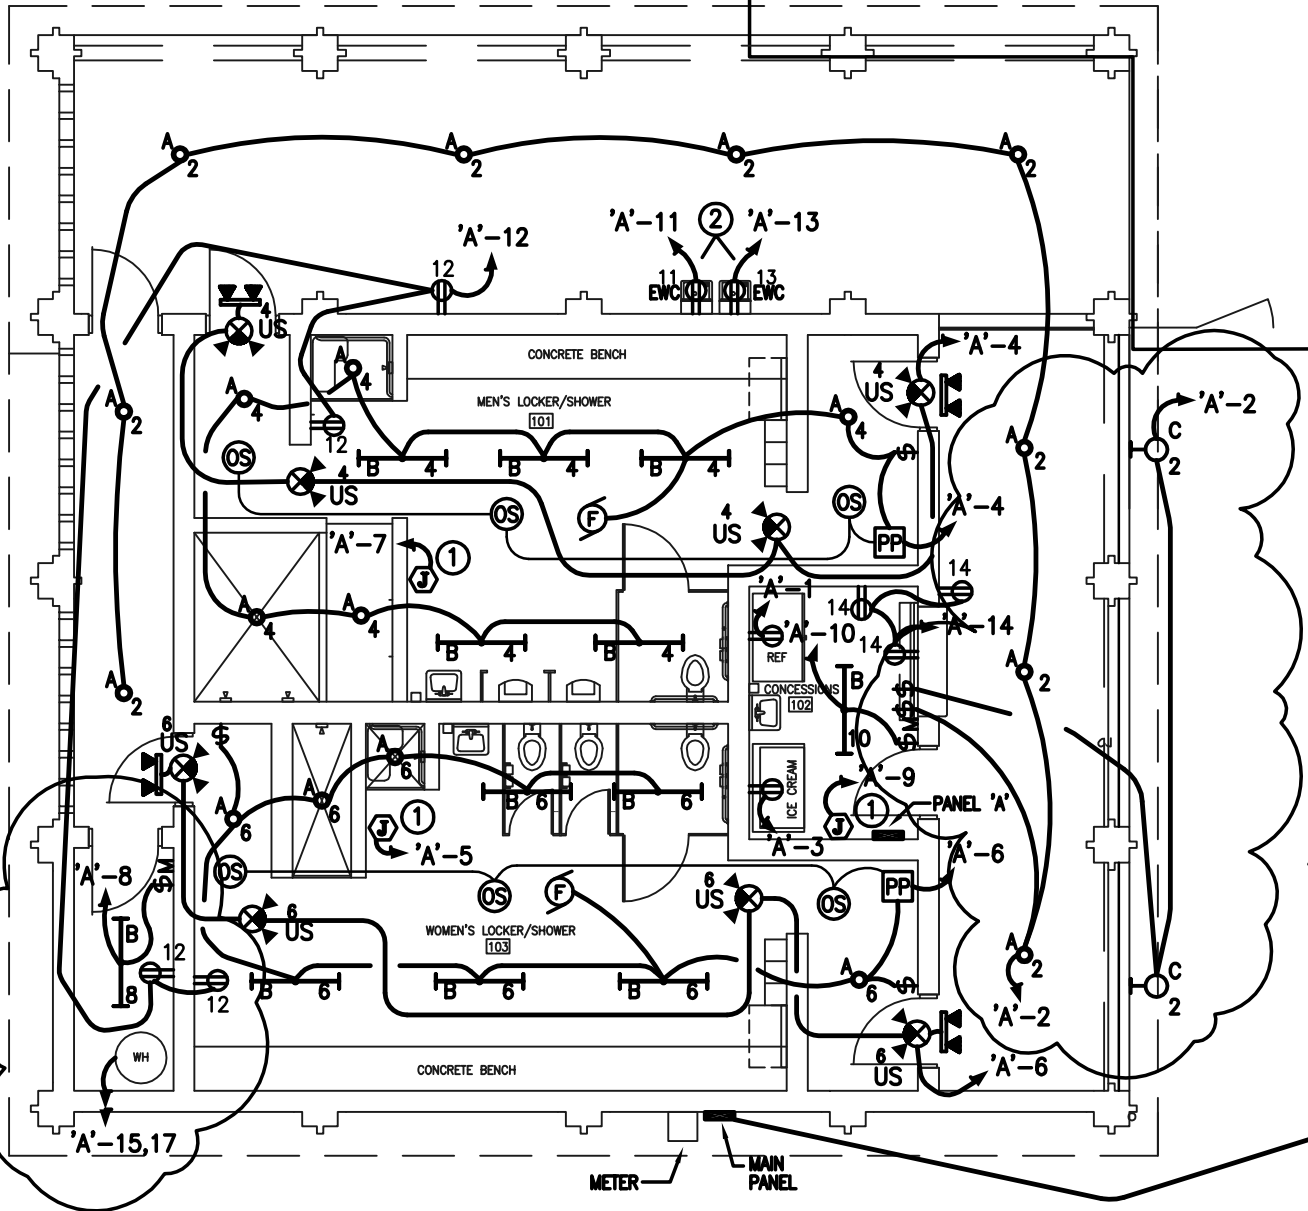 A
2
A
2
A
2
A
2
'A'-11
2
'A'-13
'A'-12
12
11
EWC
13
EWC
4
US
A
4
CONCRETE BENCH
4
US
'A'-4
A
4
MEN'S LOCKER/SHOWER
101
A
4
C
2
'A'-2
A
2
12
OS
B
4
B
4
B
4
$
A
2
4
US
OS
F
4
US
OS
PP
'A'-4
'A'-7
1
J
14
'A'-1
14
A
4
A
4
'A'-10
14
'A'-14
B
4
B
4
REF
A
2
B
CONCESSIONS
102
$
$M
A
2
6
US
$
A
6
10
$
A
6
B
6
B
6
ICE CREAM
'A'-9
A
6
J
1
'A'-5
J
1
PANEL 'A'
'A'-3
'A'-6
$M
'A'-8
OS
OS
F
6
US
OS
PP
B
6
US
WOMEN'S LOCKER/SHOWER
103
A
2
12
8
12
B
6
B
6
B
6
A
6
$
C
2
'A'-2
WH
CONCRETE BENCH
6
US
'A'-6
'A'-15,17
METER
MAIN
PANEL